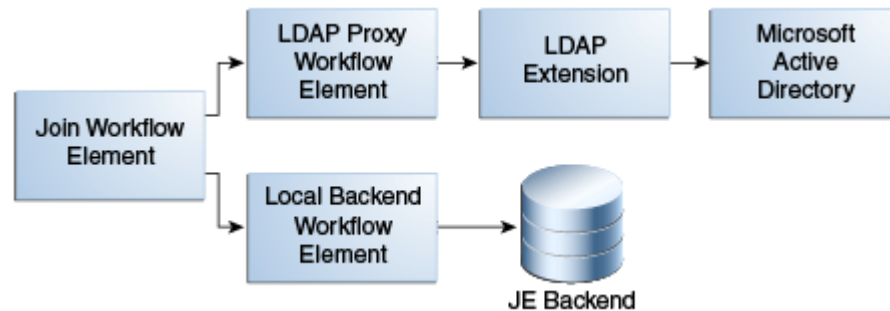 LDAP Proxy
Workflow
Element
LDAP
Extension
Microsoft
Active
Directory
Join Workflow
Element
Local Backend
Workflow
Element
JE Backend